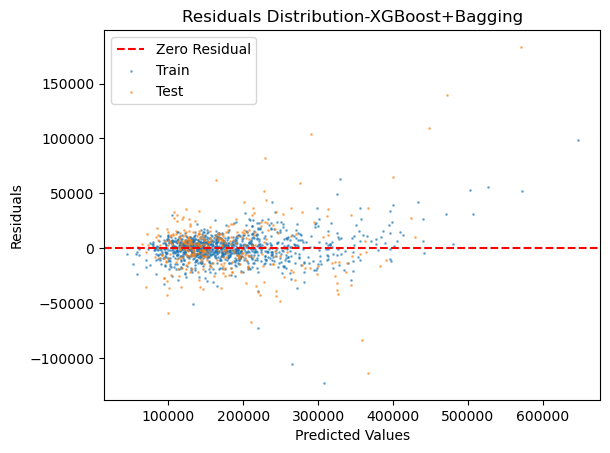 Residuals Distribution-XGBoost+Bagging
Zero Residual
Train
Test
150000
100000
50000
0
−50000
−100000
Residuals
100000 200000 300000 400000 500000 600000
Predicted Values